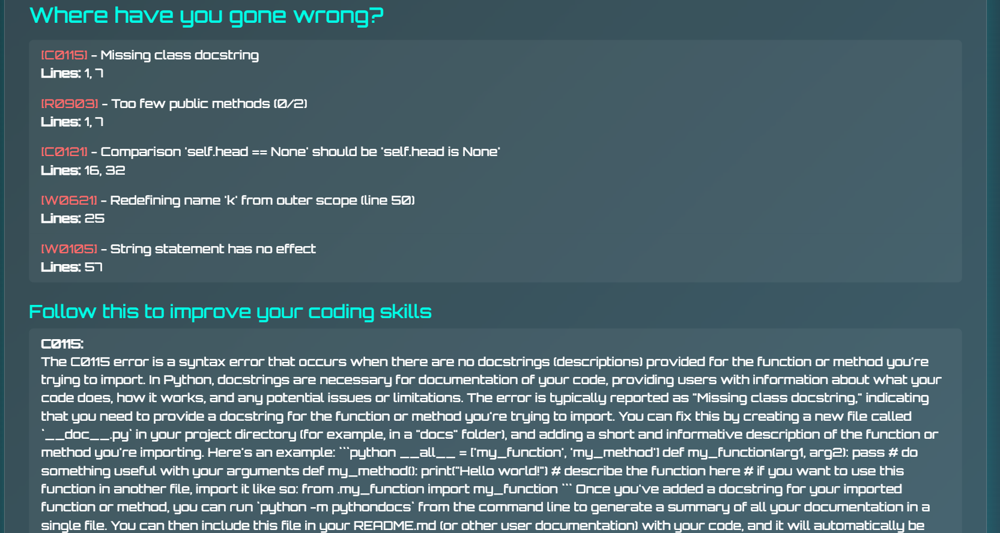 Where have you gone wrong?
[C0115] - Missing class docstring
Lines: 1, 7
[R0903] - Too few public methods (0/2)
Lines: 1, 7
[C0121] - Comparison 'self.head == None' should be 'self.head is None'
Lines: 16, 32
[W0621] - Redefining name 'k' from outer scope (line 50)
Lines: 25
[W0105] - String statement has no effect
Lines: 57
Follow this to improve your coding skills
C0115:
The C0115 error is a syntax error that occurs when there are no docstrings (descriptions) provided for the function or method you're
trying to import. In Python, docstrings are necessary for documentation of your code, providing users with information about what your
code does, how it works, and any potential issues or limitations. The error is typically reported as "Missing class docstring," indicating
that you need to provide a docstring for the function or method you're trying to import. You can fix this by creating a new file called
`__doc__.py` in your project directory (for example, in a "docs" folder), and adding a short and informative description of the function or
method you're importing. Here's an example: ```python __all__ = ['my_function', 'my_method'] def my_function(arg1, arg2): pass # do
something useful with your arguments def my_method(): print("Hello world!") # describe the function here # if you want to use this
function in another file, import it like so: from .my_function import my_function ``` Once you've added a docstring for your imported
function or method, you can run `python -m pythondocs` from the command line to generate a summary of all your documentation in a
single file. You can then include this file in your README.md (or other user documentation) with your code, and it will automatically be